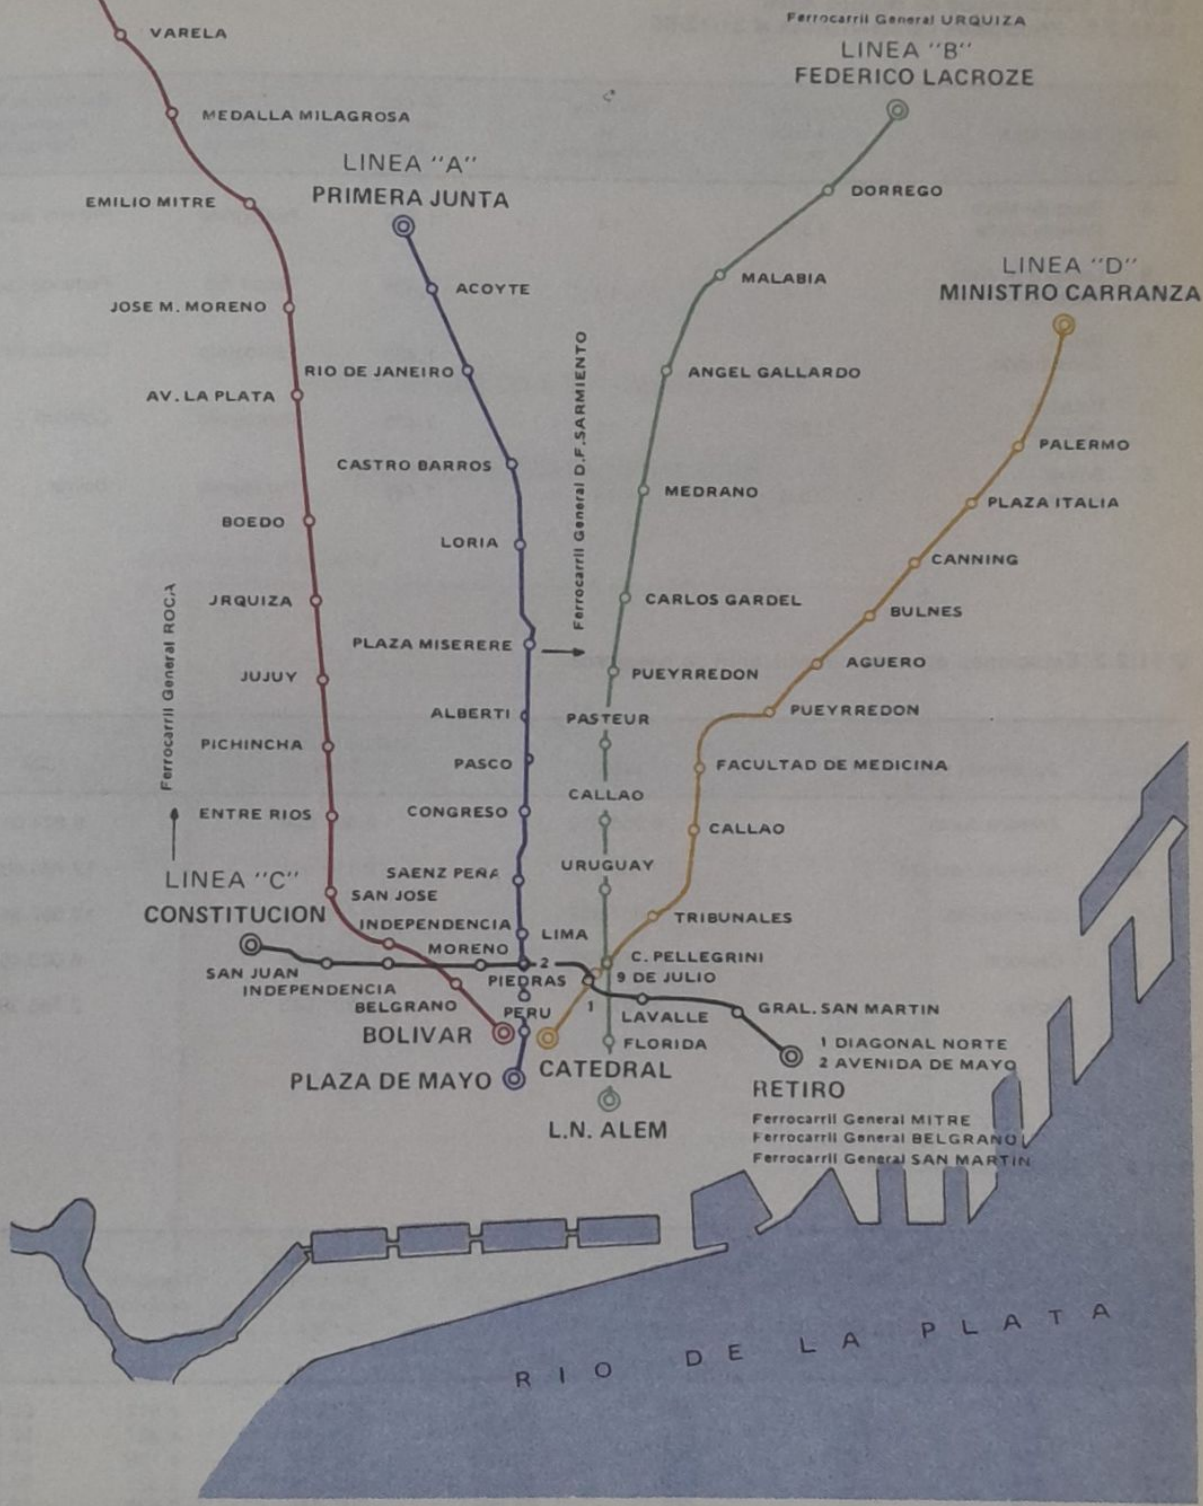 Ferrocarril General URQUIZA
LINEA "B"
FEDERICO LACROZE
VARELA
MEDALLA MILAGROSA
EMILIO MITRE
JOSE M. MORENO
AV. LA PLATA
BOEDO
JRQUIZA
JUJUY
PICHINCHA
ENTRE RIOS
SAN JOSE
INDEPENDENCIA
BELGRANO
BOLIVAR
LINEA "A"
PRIMERA JUNTA
ACOYTE
RIO DE JANEIRO
CASTRO BARROS
LORIA
PLAZA MISERERE
ALBERTI
PASCO
CONGRESO
SAENZ PEÑA
LIMA
PIEDRAS
PERU
PLAZA DE MAYO
Ferrocarril General D.F.SARMIENTO
DORREGO
MALABIA
ANGEL GALLARDO
MEDRANO
CARLOS GARDEL
PUEYRREDON
PASTEUR
CALLAO
URUGUAY
C. PELLEGRINI
FLORIDA
L.N. ALEM
LINEA "D"
MINISTRO CARRANZA
PALERMO
PLAZA ITALIA
CANNING
BULNES
AGUERO
PUEYRREDON
FACULTAD DE MEDICINA
CALLAO
TRIBUNALES
9 DE JULIO
CATEDRAL
Ferrocarril General ROCA
LINEA "C"
CONSTITUCION
SAN JUAN
INDEPENDENCIA
MORENO
2
1
LAVALLE
GRAL. SAN MARTIN
1 DIAGONAL NORTE
2 AVENIDA DE MAYO
RETIRO
Ferrocarril General MITRE
Ferrocarril General BELGRANO
Ferrocarril General SAN MARTIN
RIO DE LA PLATA